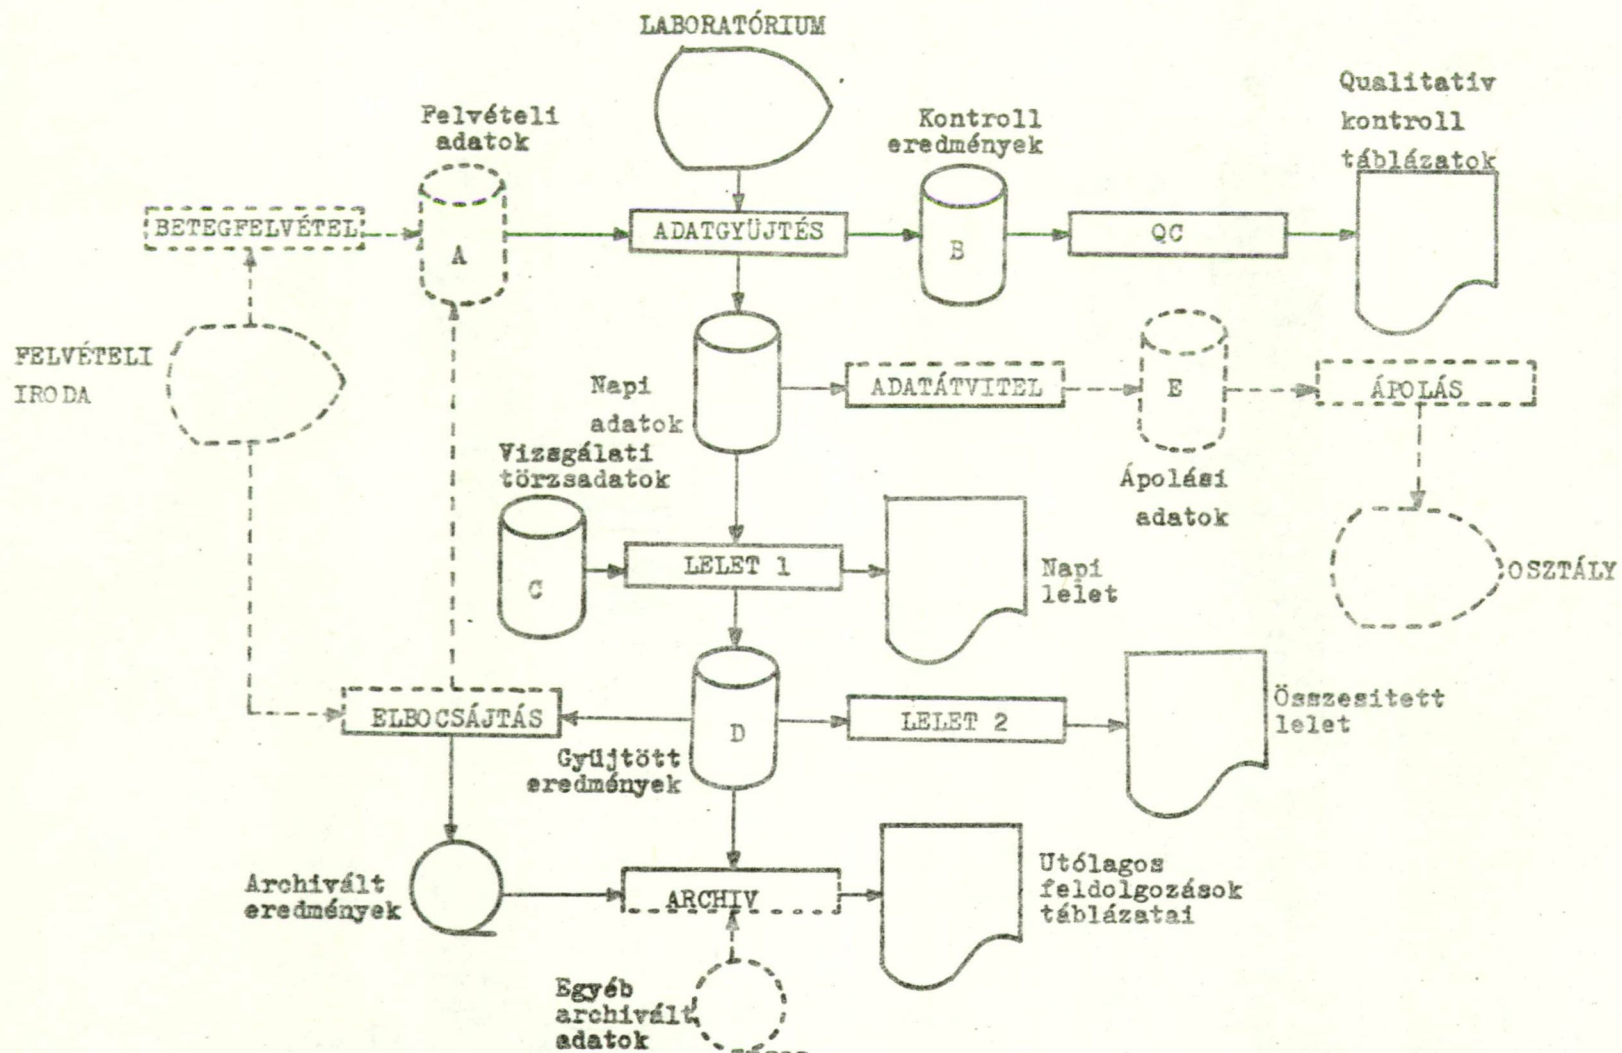 LABORATÓRIUM
Felvételi
adatok
Kontroll
eredmények
Qualitativ
kontroll
táblázatok
BETEGFELVÉTEL
A
ADATGYÜJTÉS
B
QC
FELVÉTELI
IRODA
Napi
adatok
ADATÁTVITEL
E
ÁPOLÁS
Vizsgálati
törzsadatok
Ápolási
adatok
C
LELET 1
Napi
lelet
OSZTÁLY
ELBOCSÁJTÁS
D
LELET 2
Összesitett
lelet
Gyüjtött
eredmények
Archivált
eredmények
ARCHIV
Utólagos
feldolgozások
táblázatai
Egyéb
archivált
adatok